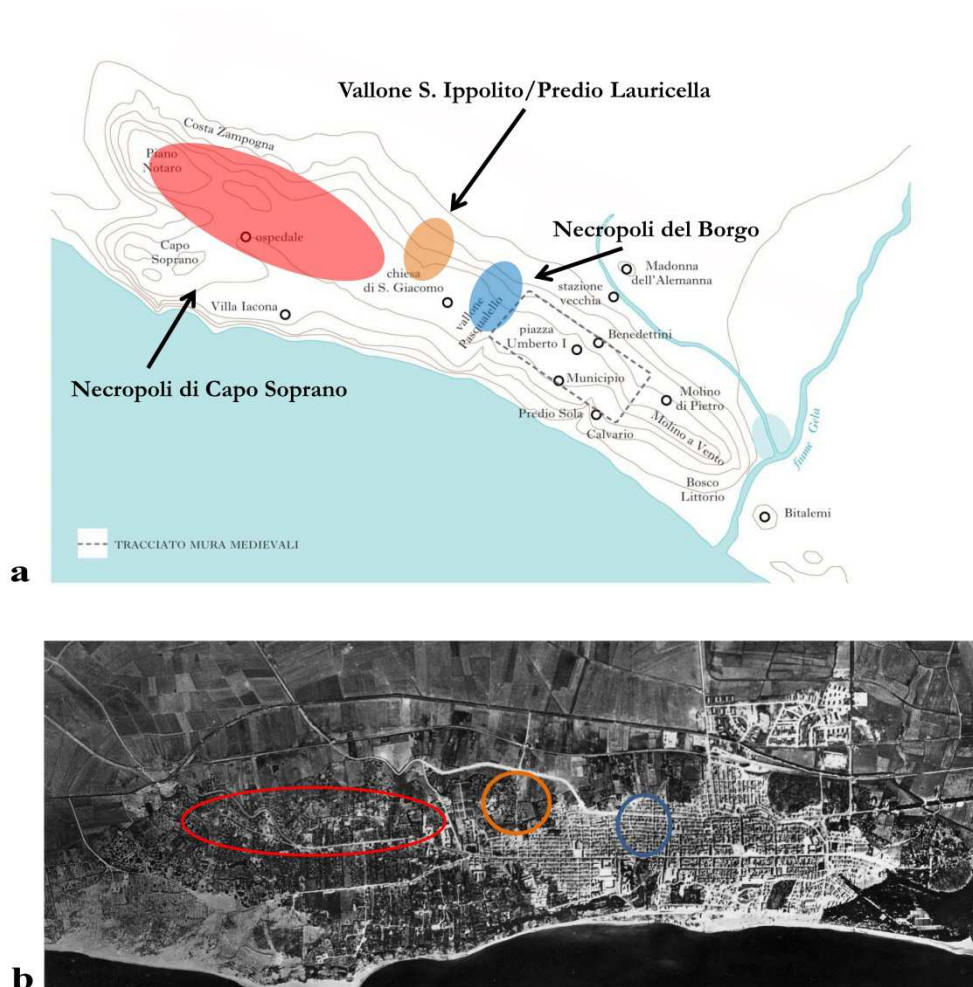 Vallone S. Ippolito/Predio Lauricella
Costa Zampogna
Piano
Notaro
Necropoli del Borgo
ospedale
Capo
Soprano
chiesa
di S. Giacomo
Madonna
dell'Alemanna
stazione
vecchia
Villa Iacona
vallone
Pasqualello
piazza
Umberto I
Benedettini
Necropoli di Capo Soprano
Municipio
Molino
di Pietro
Predio Sola
Calvario
Molino a Vento
fiume Gela
Bosco
Littorio
Bitalemi
TRACCIATO MURA MEDIEVALI
a
b